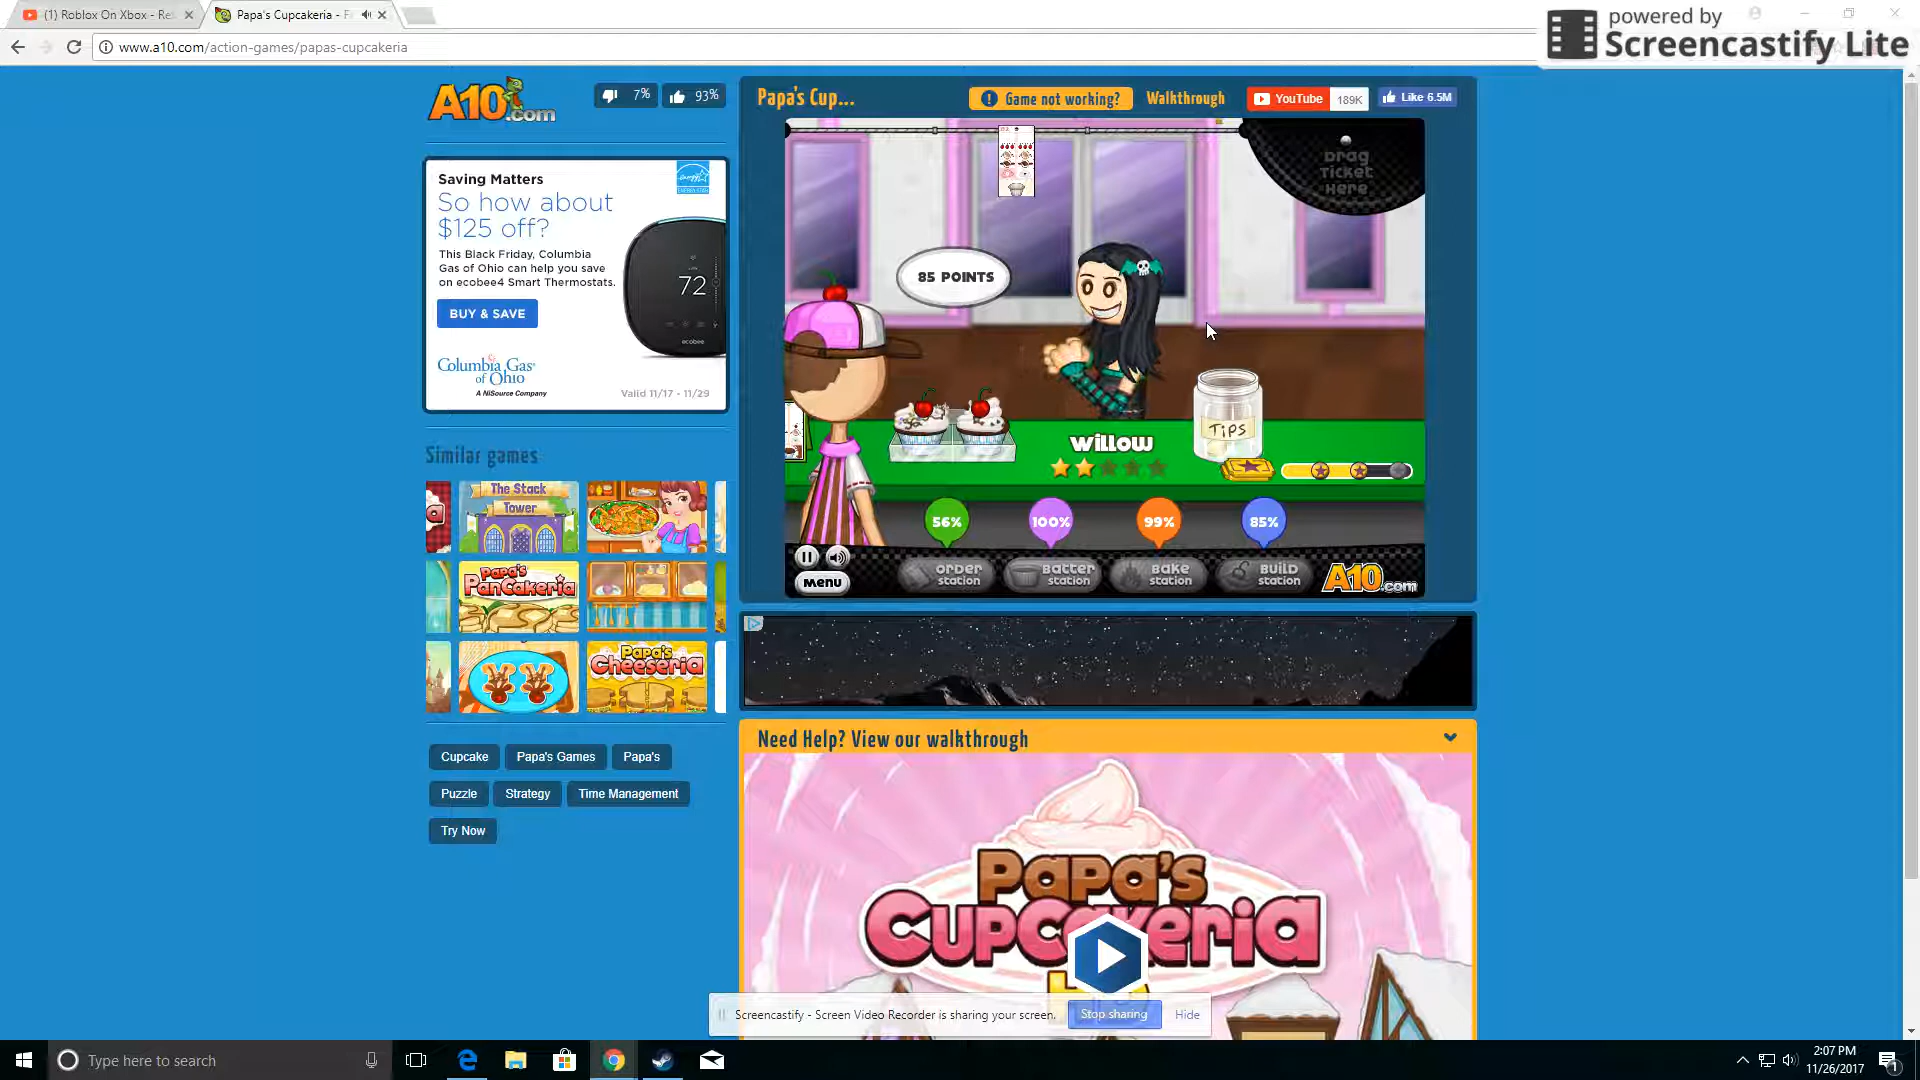 (1) Roblox On Xbox - Re
Papa's Cupcakeria - F
powered by
Screencastify Lite
www.a10.com/action-games/papas-cupcakeria
A10.com
7%
93%
Papa's Cup...
Game not working?
Walkthrough
YouTube
189K
Like 6.5M
Saving Matters
So how about
$125 off?
This Black Friday, Columbia
Gas of Ohio can help you save
on ecobee4 Smart Thermostats.
BUY & SAVE
72
ecobee
Columbia Gas
of Ohio
A NiSource Company
Valid 11/17 - 11/29
Drag
Ticket
Here
85 POINTS
Tips
Willow
56%
100%
99%
85%
menu
Order
station
Batter
station
Bake
station
Build
station
A10.com
Similar games
The Stack
Tower
Papa's
Pancakeria
Papa's
Cheeseria
Cupcake
Papa's Games
Papa's
Puzzle
Strategy
Time Management
Try Now
Need Help? View our walkthrough
Papa's
Cupcakeria
Screencastify - Screen Video Recorder is sharing your screen.
Stop sharing
Hide
Type here to search
2:07 PM
11/26/2017
1